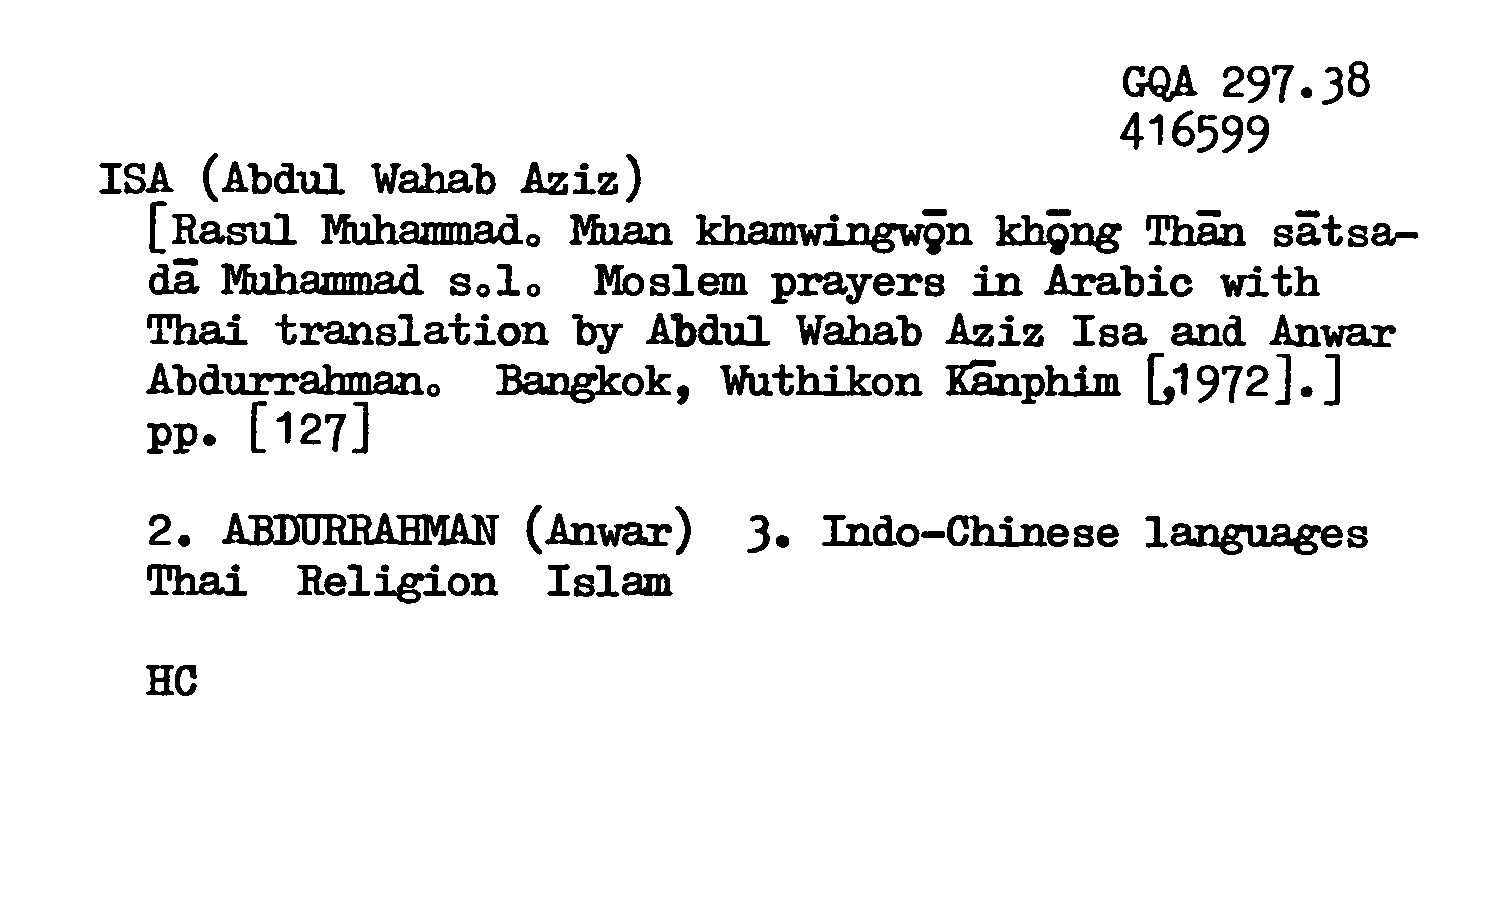 GQA 297.38
416599
ISA (Abdul Wahab Aziz)
[Rasul Muhammad. Muan khamwingwǭn khǭng Thān sātsa-
dā Muhammad s.l. Moslem prayers in Arabic with
Thai translation by Abdul Wahab Aziz Isa and Anwar
Abdurrahman. Bangkok, Wuthikon Kānphim [,1972].]
pp. [127]
2. ABDURRAHMAN (Anwar) 3. Indo-Chinese languages
Thai Religion Islam
HC